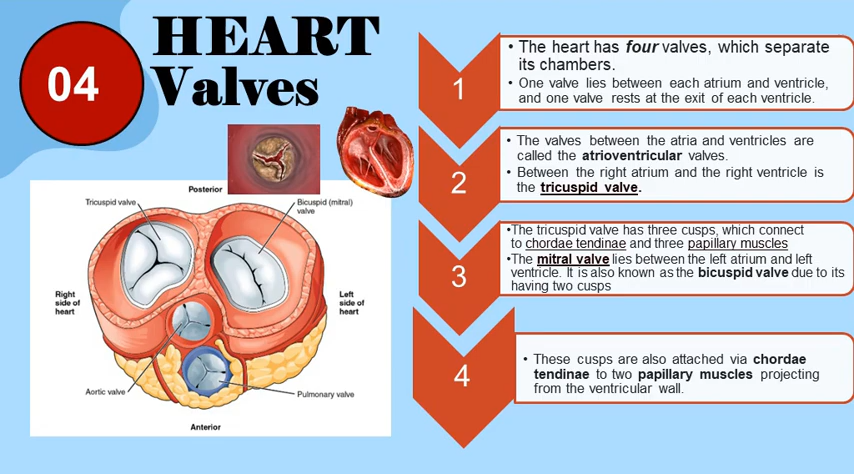 04
HEART
Valves
Posterior
Tricuspid valve
Bicuspid (mitral)
valve
Right
side of
heart
Left
side of
heart
Aortic valve
Pulmonary valve
Anterior
1
• The heart has four valves, which separate
its chambers.
• One valve lies between each atrium and ventricle,
and one valve rests at the exit of each ventricle.
2
• The valves between the atria and ventricles are
called the atrioventricular valves.
• Between the right atrium and the right ventricle is
the tricuspid valve.
3
•The tricuspid valve has three cusps, which connect
to chordae tendinae and three papillary muscles
•The mitral valve lies between the left atrium and left
ventricle. It is also known as the bicuspid valve due to its
having two cusps
4
• These cusps are also attached via chordae
tendinae to two papillary muscles projecting
from the ventricular wall.